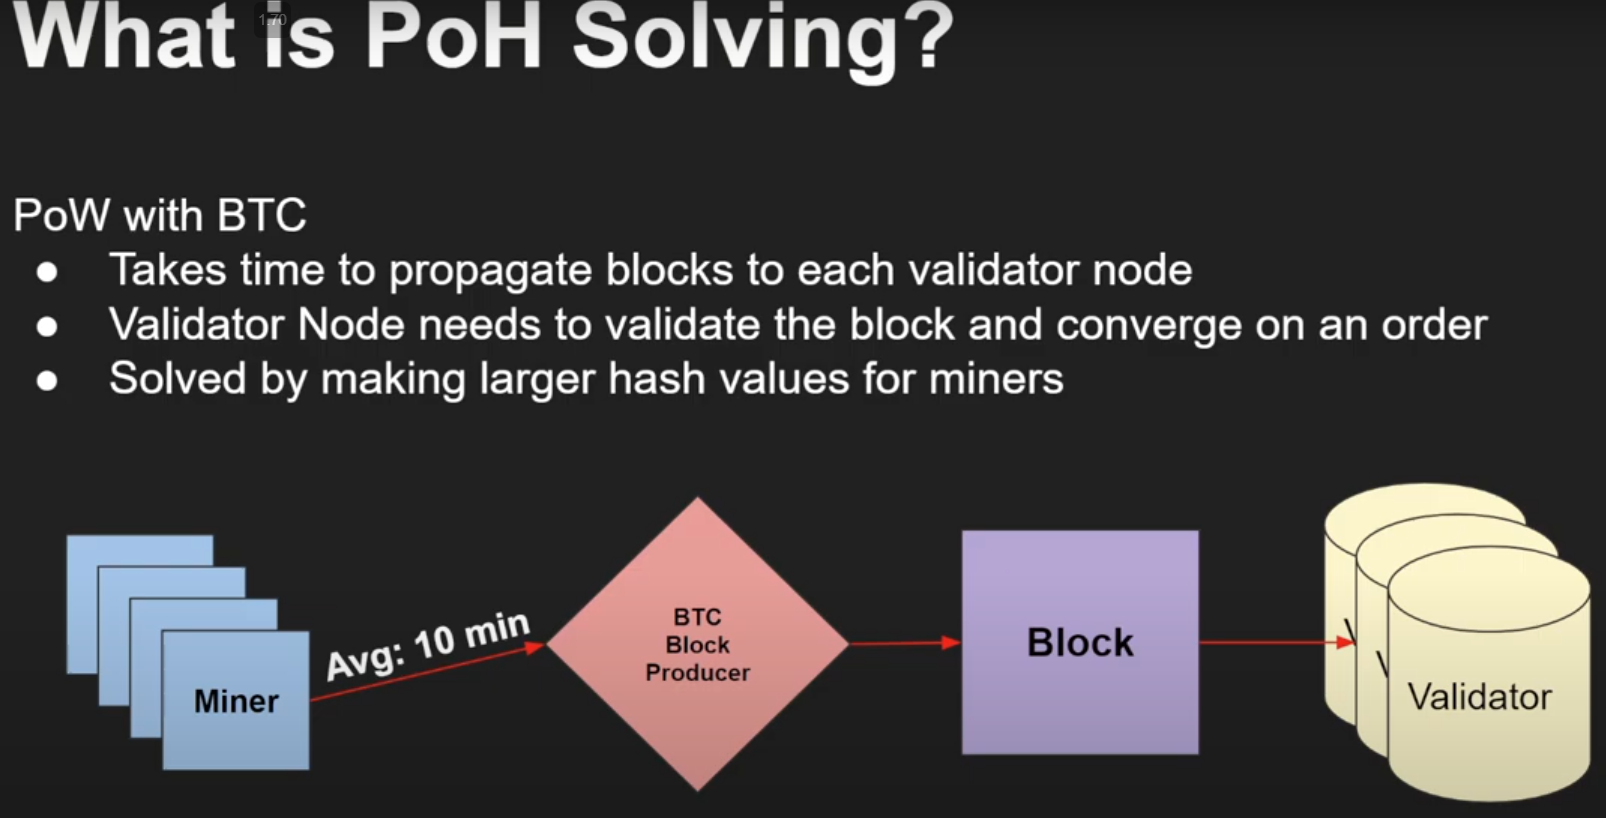 What is PoH Solving?
1.70
PoW with BTC
● Takes time to propagate blocks to each validator node
● Validator Node needs to validate the block and converge on an order
● Solved by making larger hash values for miners
Avg: 10 min
Miner
BTC
Block
Producer
Block
V
V
Validator